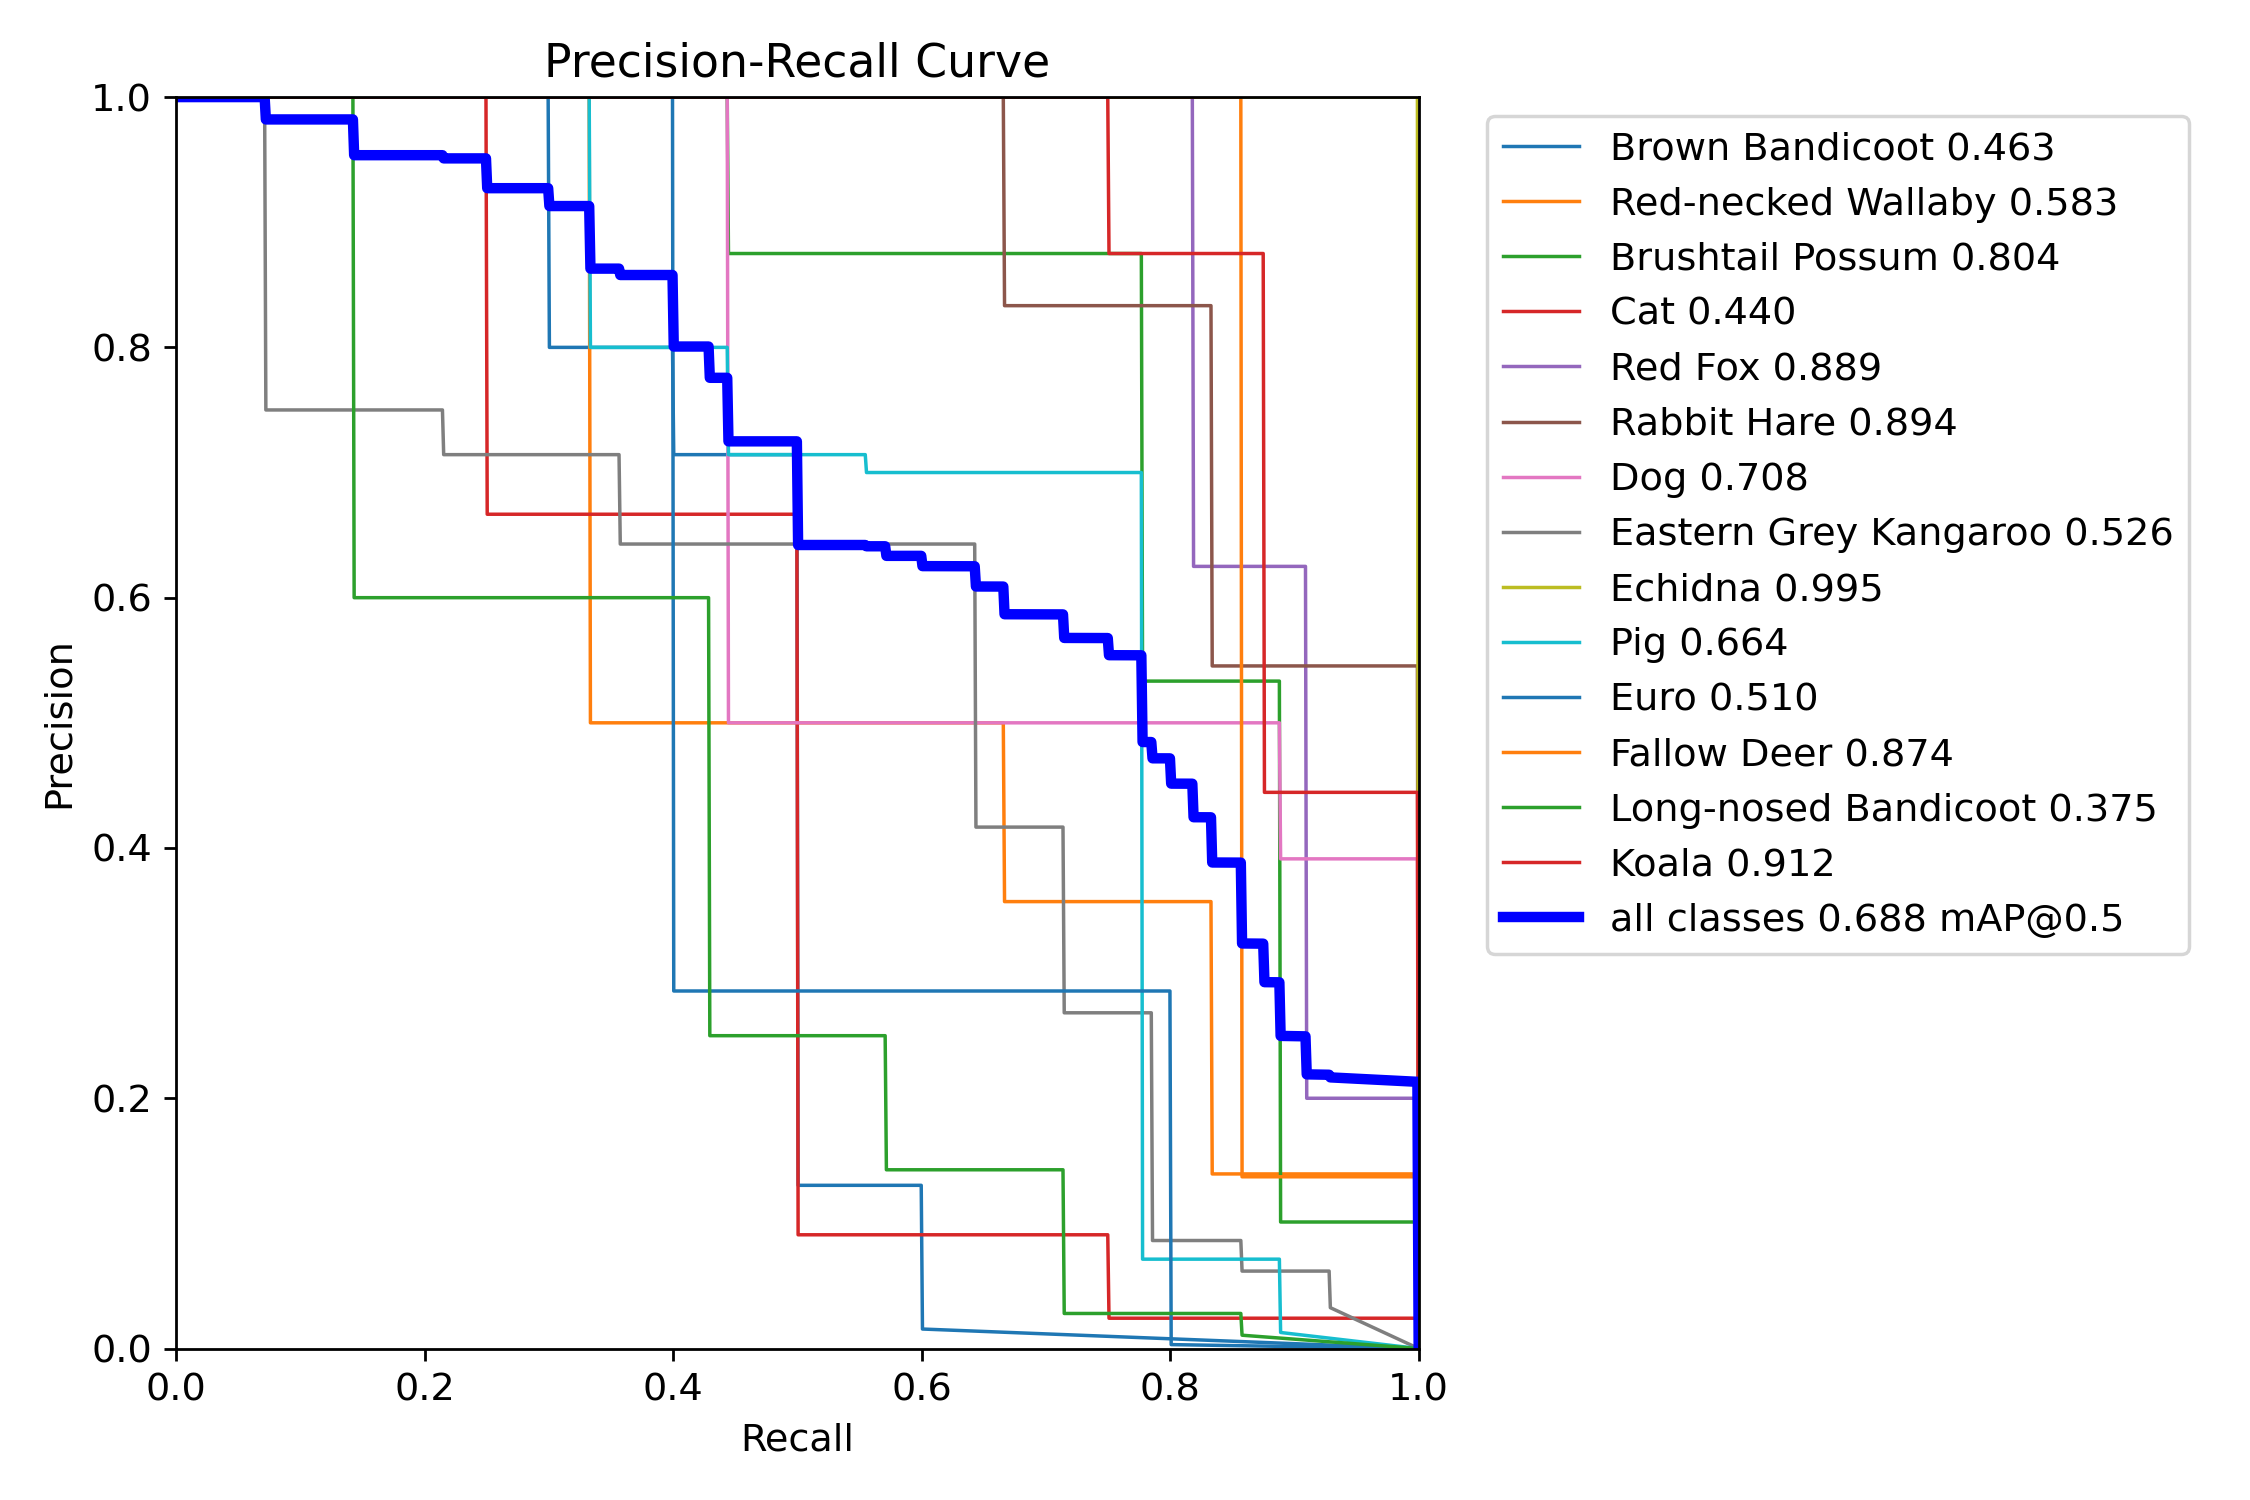 Precision-Recall Curve
1.0
0.8
0.6
0.4
0.2
0.0
Precision
0.0 0.2 0.4 0.6 0.8 1.0
Recall
Brown Bandicoot 0.463
Red-necked Wallaby 0.583
Brushtail Possum 0.804
Cat 0.440
Red Fox 0.889
Rabbit Hare 0.894
Dog 0.708
Eastern Grey Kangaroo 0.526
Echidna 0.995
Pig 0.664
Euro 0.510
Fallow Deer 0.874
Long-nosed Bandicoot 0.375
Koala 0.912
all classes 0.688 mAP@0.5